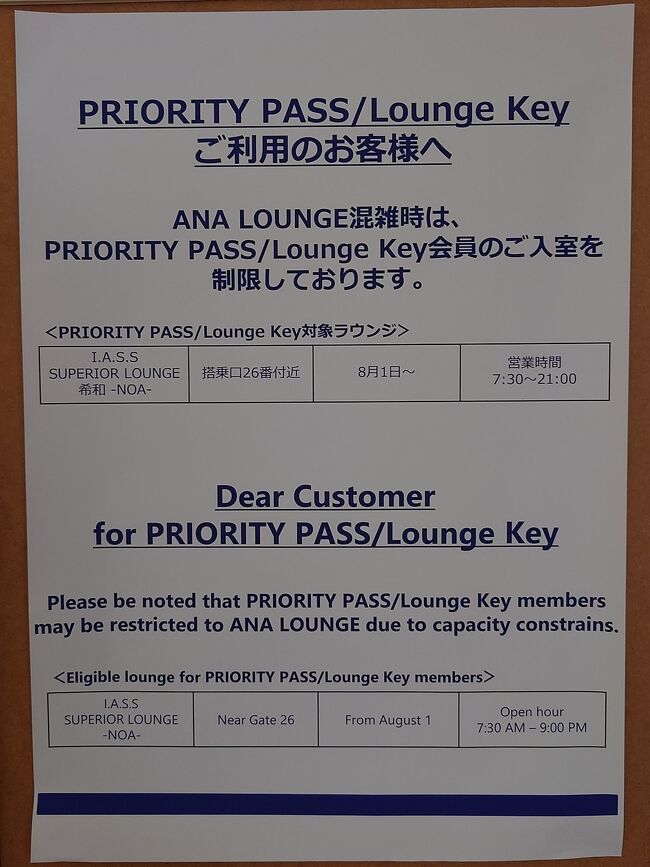 PRIORITY PASS/Lounge Key
ご利用のお客様へ
ANA LOUNGE混雑時は、
PRIORITY PASS/Lounge Key会員のご入室を
制限しております。
＜PRIORITY PASS/Lounge Key対象ラウンジ＞
I.A.S.S
SUPERIOR LOUNGE
希和 -NOA-
搭乗口26番付近
8月1日～
営業時間
7:30～21:00
Dear Customer
for PRIORITY PASS/Lounge Key
Please be noted that PRIORITY PASS/Lounge Key members
may be restricted to ANA LOUNGE due to capacity constrains.
＜Eligible lounge for PRIORITY PASS/Lounge Key members＞
I.A.S.S
SUPERIOR LOUNGE
-NOA-
Near Gate 26
From August 1
Open hour
7:30 AM – 9:00 PM